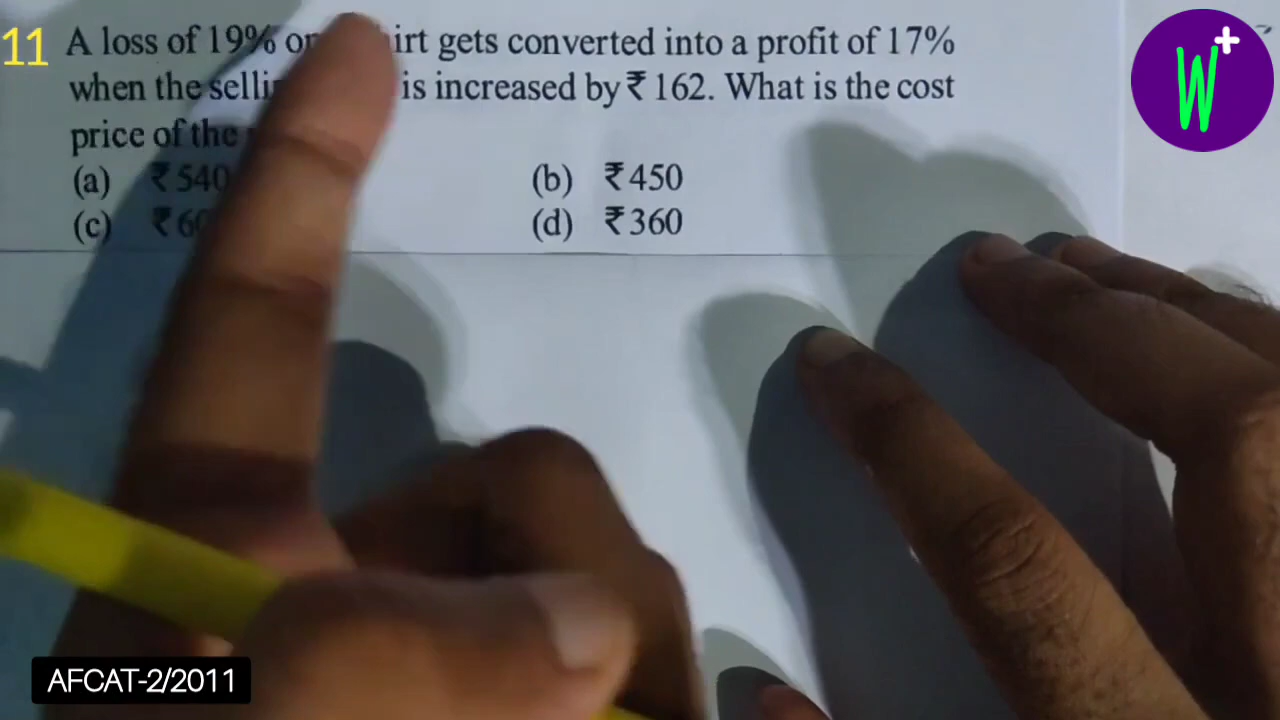 11 A loss of 19% irt gets converted into a profit of 17%
when the is increased by ₹ 162. What is the cost
price of the
(a) ₹ 540 (b) ₹ 450
(c) (d) ₹ 360
W+
AFCAT-2/2011